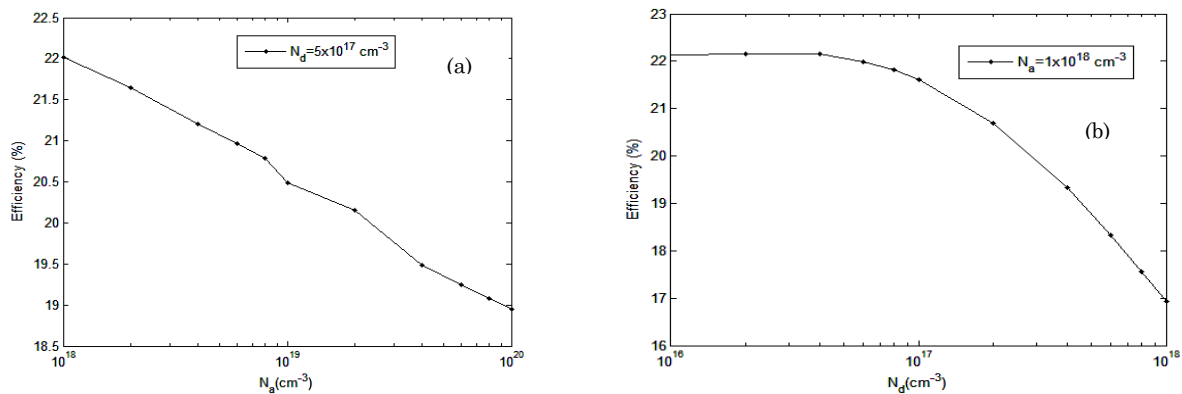 22.5
22
21.5
21
20.5
20
19.5
19
18.5
Efficiency (%)
N_d=5x10^17 cm^−3
(a)
10^18
10^19
10^20
N_a(cm^−3)
23
22
21
20
19
18
17
16
Efficiency (%)
N_a=1x10^18 cm^−3
(b)
10^16
10^17
10^18
N_d(cm^−3)